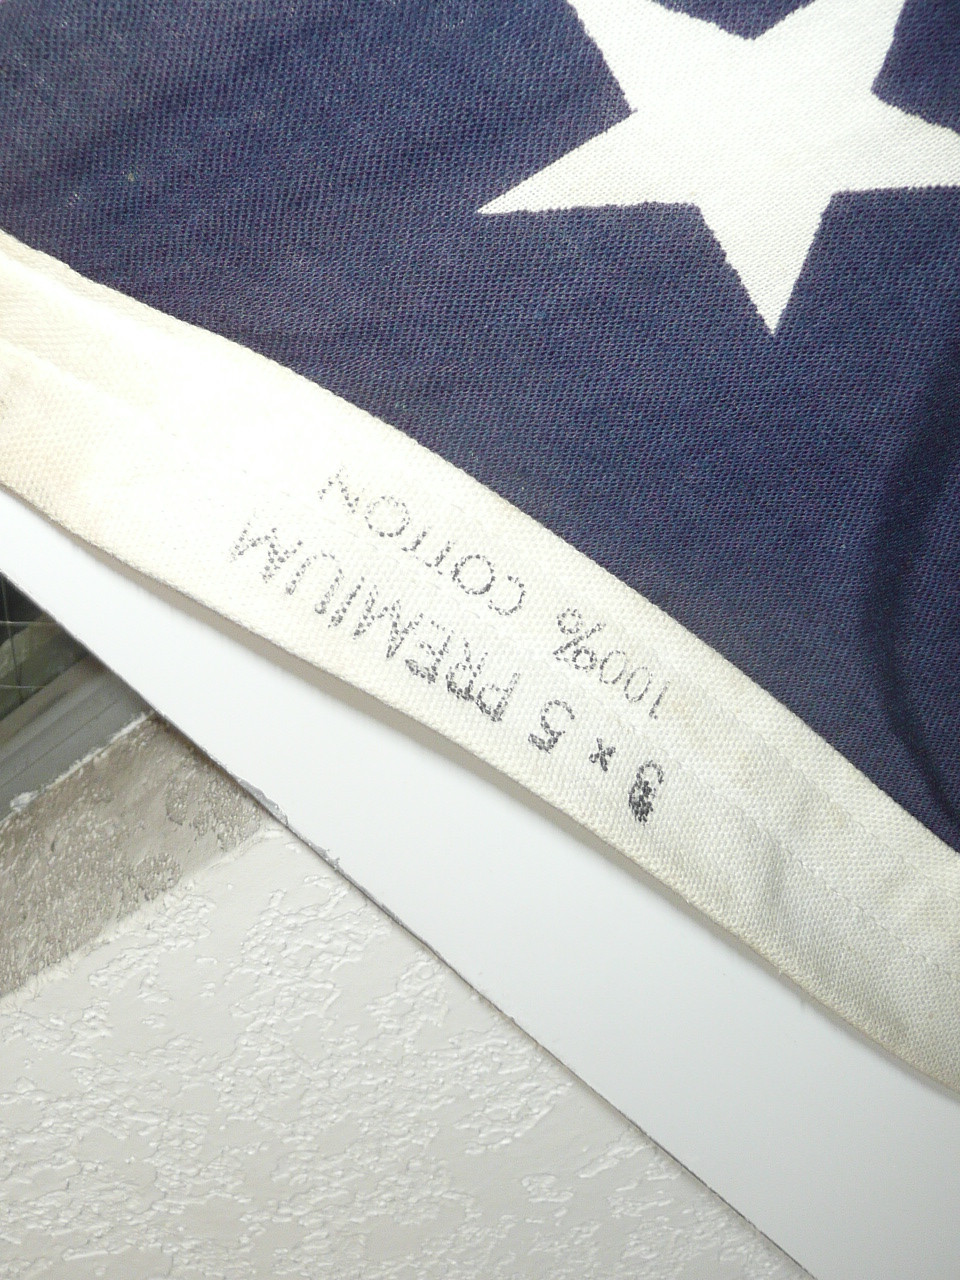 3 x 5 PREMIUM
100% COTTON